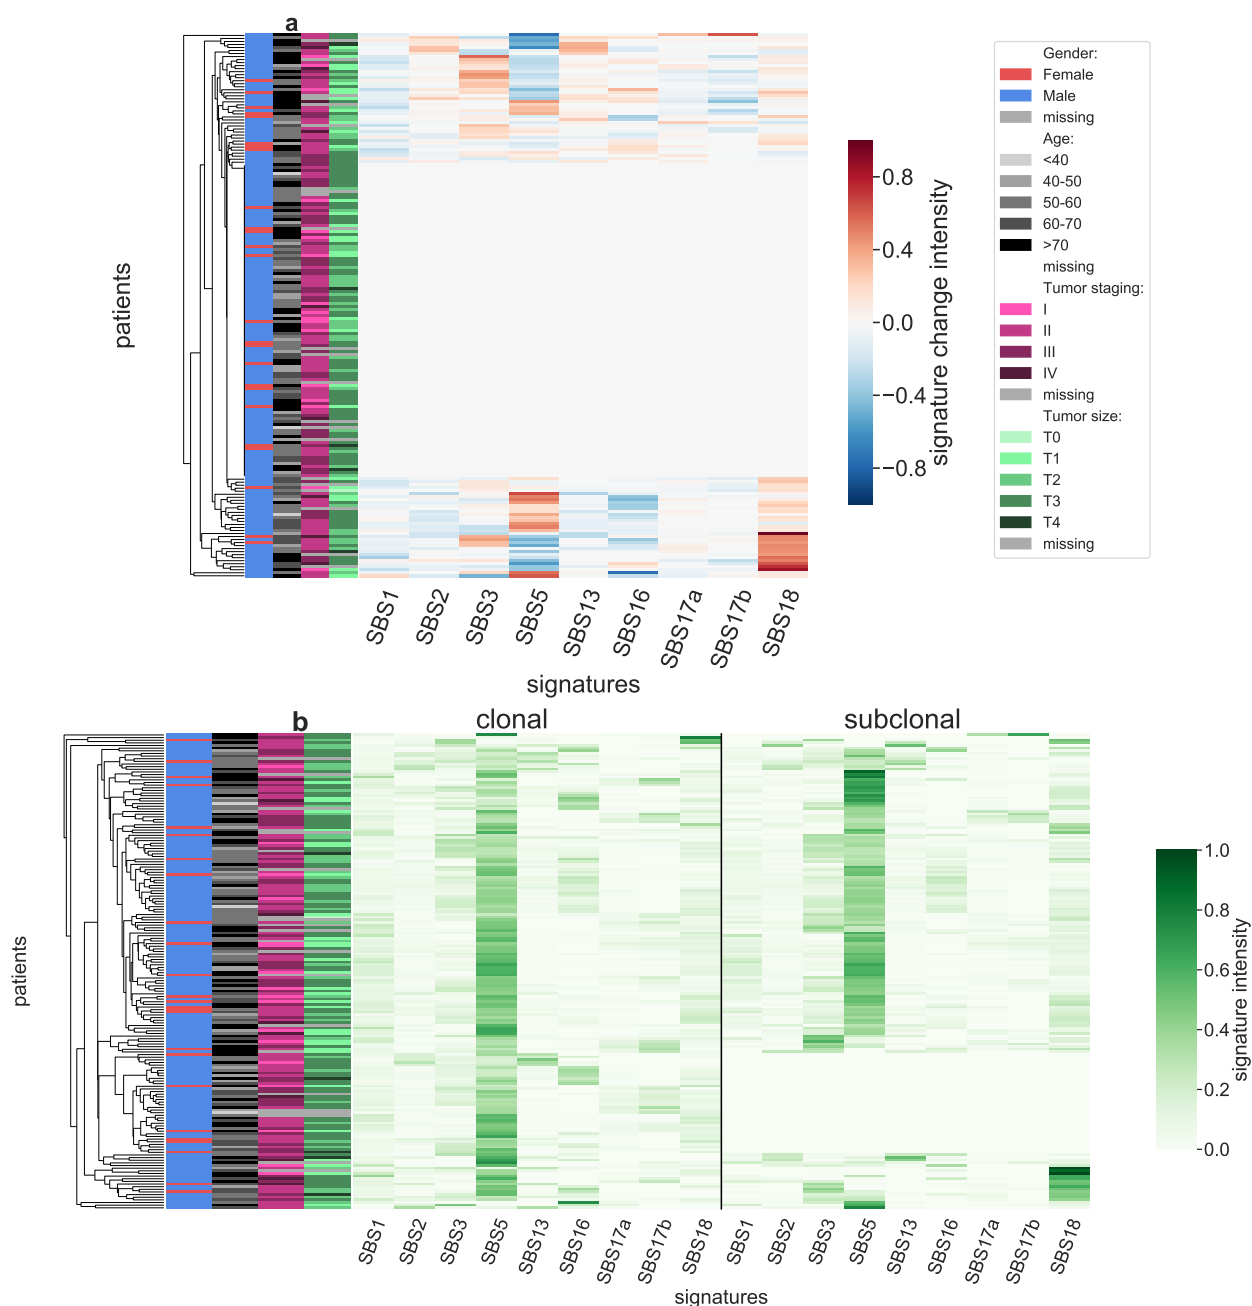 a
patients
SBS1
SBS2
SBS3
SBS5
SBS13
SBS16
SBS17a
SBS17b
SBS18
signatures
0.8
0.4
0.0
−0.4
−0.8
signature change intensity
Gender:
Female
Male
missing
Age:
<40
40-50
50-60
60-70
>70
missing
Tumor staging:
I
II
III
IV
missing
Tumor size:
T0
T1
T2
T3
T4
missing
b
clonal
subclonal
patients
SBS1
SBS2
SBS3
SBS5
SBS13
SBS16
SBS17a
SBS17b
SBS18
SBS1
SBS2
SBS3
SBS5
SBS13
SBS16
SBS17a
SBS17b
SBS18
signatures
1.0
0.8
0.6
0.4
0.2
0.0
signature intensity